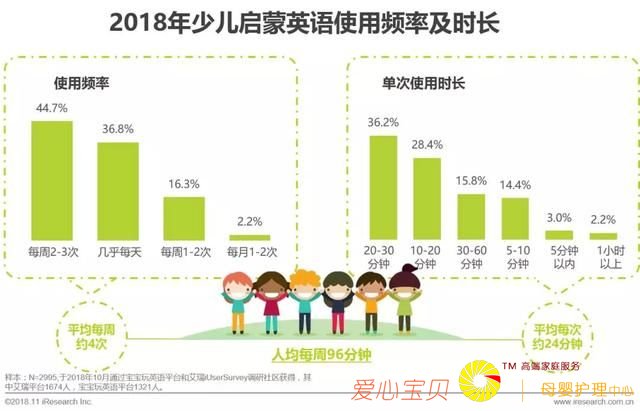 2018年少儿启蒙英语使用频率及时长
使用频率
44.7%
36.8%
16.3%
2.2%
每周2-3次
几乎每天
每周1-2次
每月1-2次
单次使用时长
36.2%
28.4%
15.8%
14.4%
3.0%
2.2%
20-30
分钟
10-20
分钟
30-60
分钟
5-10
分钟
5分钟
以内
1小时
以上
平均每周
约4次
人均每周96分钟
平均每次
约24分钟
样本：N=2995,于2018年10月通过宝宝玩英语平台和艾瑞iUserSurvey调研社区获得，其
中艾瑞平台1674人，宝宝玩英语平台1321人。
爱心宝贝
TM 高端家庭服务
母婴护理中心
©2018.11 iResearch Inc.
www.iresearch.com.cn